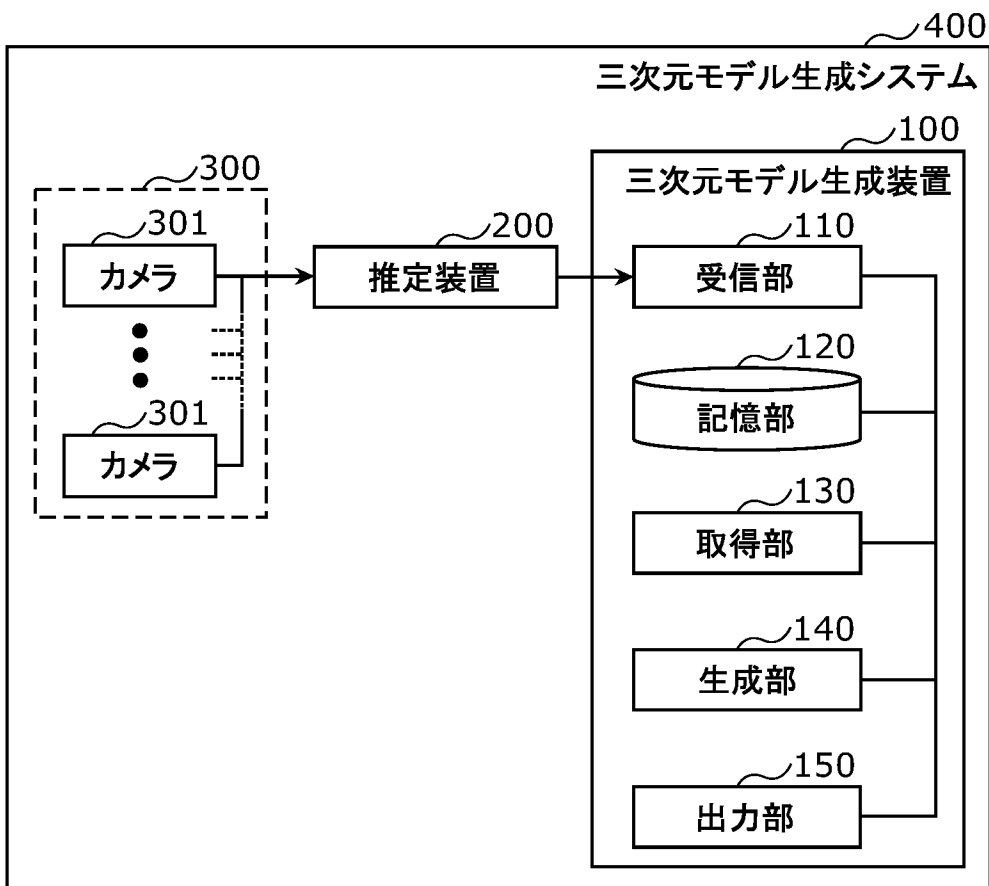 400
三次元モデル生成システム
100
三次元モデル生成装置
300
301
カメラ
200
推定装置
110
受信部
120
記憶部
301
カメラ
130
取得部
140
生成部
150
出力部